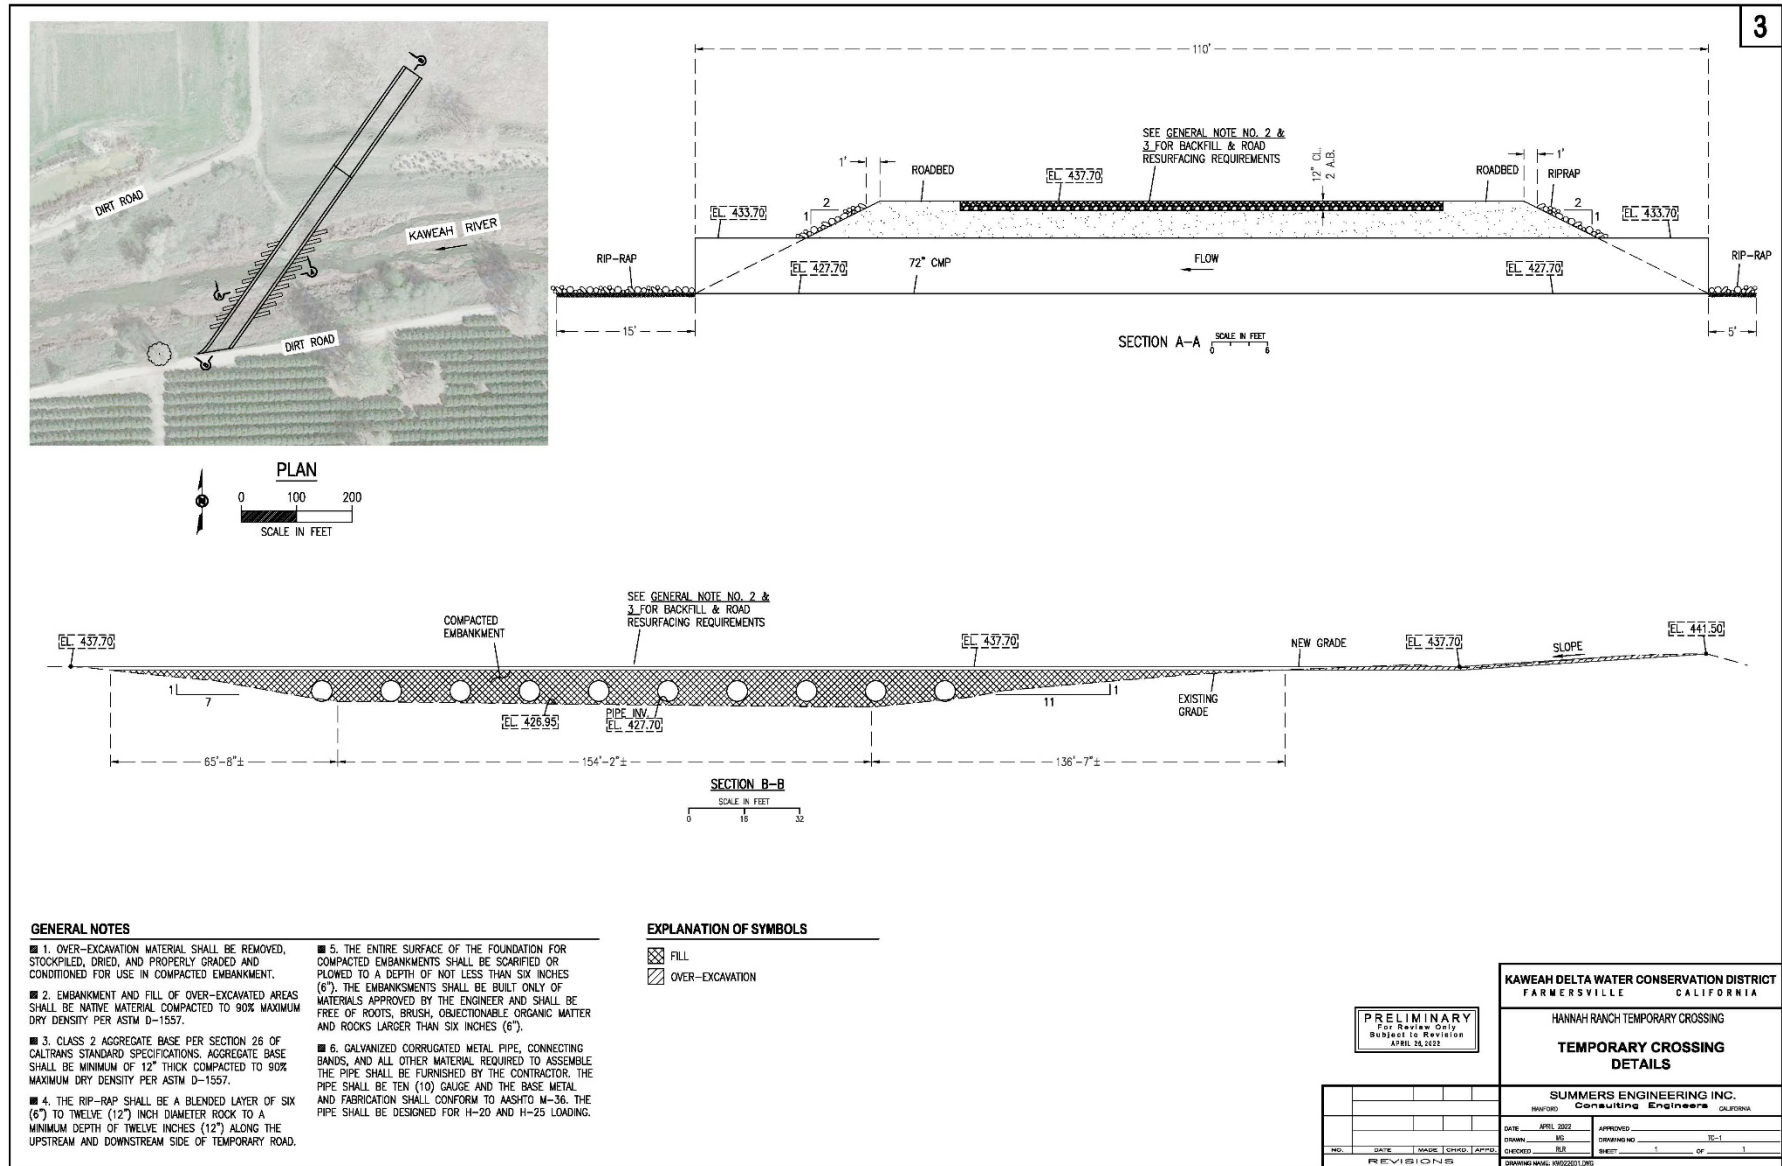 3
DIRT ROAD
KAWEAH RIVER
DIRT ROAD
PLAN
0 100 200
SCALE IN FEET
110'
SEE GENERAL NOTE NO. 2 &
3 FOR BACKFILL & ROAD
RESURFACING REQUIREMENTS
12" CL.
2 A.B.
1'
ROADBED
EL. 437.70
ROADBED
1'
RIPRAP
2
1
2
1
EL. 433.70
EL. 433.70
RIP-RAP
EL. 427.70
72" CMP
FLOW
EL. 427.70
RIP-RAP
15'
5'
SECTION A-A
SCALE IN FEET
0 6
SEE GENERAL NOTE NO. 2 &
3 FOR BACKFILL & ROAD
RESURFACING REQUIREMENTS
COMPACTED
EMBANKMENT
EL. 437.70
EL. 437.70
NEW GRADE
EL. 437.70
SLOPE
EL. 441.50
1
7
EL. 426.95
PIPE INV.
EL. 427.70
1
11
EXISTING
GRADE
65'-8"±
154'-2"±
136'-7"±
SECTION B-B
SCALE IN FEET
0 16 32
GENERAL NOTES
1. OVER-EXCAVATION MATERIAL SHALL BE REMOVED,
STOCKPILED, DRIED, AND PROPERLY GRADED AND
CONDITIONED FOR USE IN COMPACTED EMBANKMENT.
2. EMBANKMENT AND FILL OF OVER-EXCAVATED AREAS
SHALL BE NATIVE MATERIAL COMPACTED TO 90% MAXIMUM
DRY DENSITY PER ASTM D-1557.
3. CLASS 2 AGGREGATE BASE PER SECTION 26 OF
CALTRANS STANDARD SPECIFICATIONS. AGGREGATE BASE
SHALL BE MINIMUM OF 12" THICK COMPACTED TO 90%
MAXIMUM DRY DENSITY PER ASTM D-1557.
4. THE RIP-RAP SHALL BE A BLENDED LAYER OF SIX
(6") TO TWELVE (12") INCH DIAMETER ROCK TO A
MINIMUM DEPTH OF TWELVE INCHES (12") ALONG THE
UPSTREAM AND DOWNSTREAM SIDE OF TEMPORARY ROAD.
5. THE ENTIRE SURFACE OF THE FOUNDATION FOR
COMPACTED EMBANKMENTS SHALL BE SCARIFIED OR
PLOWED TO A DEPTH OF NOT LESS THAN SIX INCHES
(6"). THE EMBANKSMENTS SHALL BE BUILT ONLY OF
MATERIALS APPROVED BY THE ENGINEER AND SHALL BE
FREE OF ROOTS, BRUSH, OBJECTIONABLE ORGANIC MATTER
AND ROCKS LARGER THAN SIX INCHES (6").
6. GALVANIZED CORRUGATED METAL PIPE, CONNECTING
BANDS, AND ALL OTHER MATERIAL REQUIRED TO ASSEMBLE
THE PIPE SHALL BE FURNISHED BY THE CONTRACTOR. THE
PIPE SHALL BE TEN (10) GAUGE AND THE BASE METAL
AND FABRICATION SHALL CONFORM TO AASHTO M-36. THE
PIPE SHALL BE DESIGNED FOR H-20 AND H-25 LOADING.
EXPLANATION OF SYMBOLS
FILL
OVER-EXCAVATION
PRELIMINARY
For Review Only
Subject to Revision
APRIL 26, 2022
KAWEAH DELTA WATER CONSERVATION DISTRICT
FARMERSVILLE CALIFORNIA
HANNAH RANCH TEMPORARY CROSSING
TEMPORARY CROSSING
DETAILS
SUMMERS ENGINEERING INC.
HANFORD Consulting Engineers CALIFORNIA
DATE APRIL 2022 APPROVED
DRAWN MG DRAWING NO. TC-1
CHECKED RLR SHEET 1 OF 1
DRAWING NAME: KW022001.DWG
NO. DATE MADE CHKD. APPD.
REVISIONS